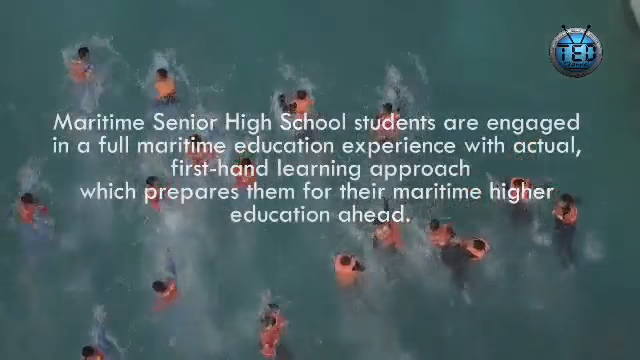 TED
Maritime Senior High School students are engaged
in a full maritime education experience with actual,
first-hand learning approach
which prepares them for their maritime higher
education ahead.